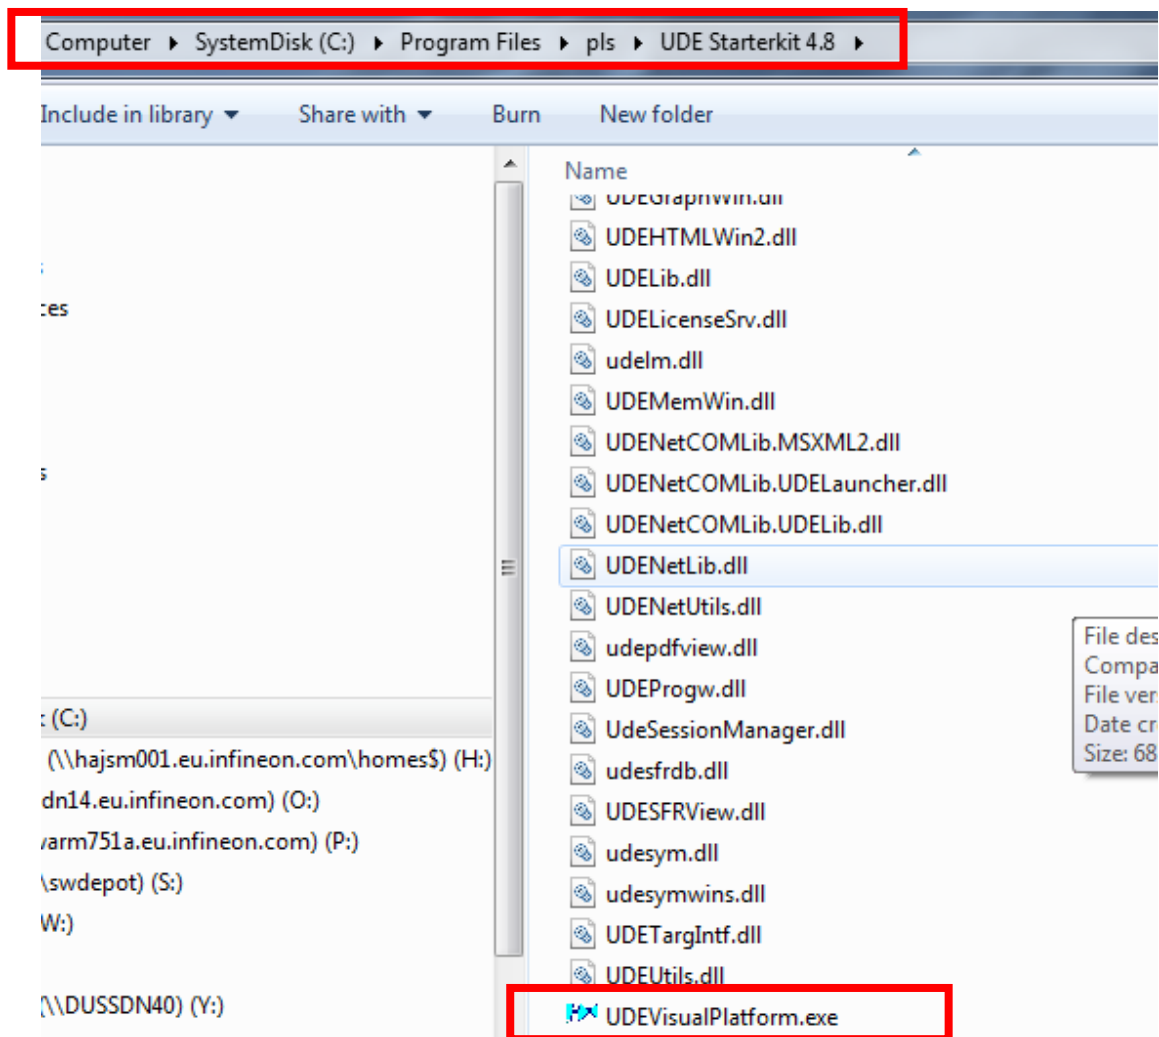 Computer ▸ SystemDisk (C:) ▸ Program Files ▸ pls ▸ UDE Starterkit 4.8 ▸
Include in library ▾ Share with ▾ Burn New folder
Name
UDEGraphWin.dll
UDEHTMLWin2.dll
UDELib.dll
ces
UDELicenseSrv.dll
udelm.dll
UDEMemWin.dll
UDENetCOMLib.MSXML2.dll
s
UDENetCOMLib.UDELauncher.dll
UDENetCOMLib.UDELib.dll
UDENetLib.dll
UDENetUtils.dll
File des
udepdfview.dll
Compa
UDEProgw.dll
File ver
(C:)
UdeSessionManager.dll
Date cr
(\\hajsm001.eu.infineon.com\homes$) (H:)
Size: 68
udesfrdb.dll
dn14.eu.infineon.com) (O:)
UDESFRView.dll
varm751a.eu.infineon.com) (P:)
udesym.dll
\swdepot) (S:)
udesymwins.dll
W:)
UDETargIntf.dll
UDEUtils.dll
(\\DUSSDN40) (Y:)
UDEVisualPlatform.exe